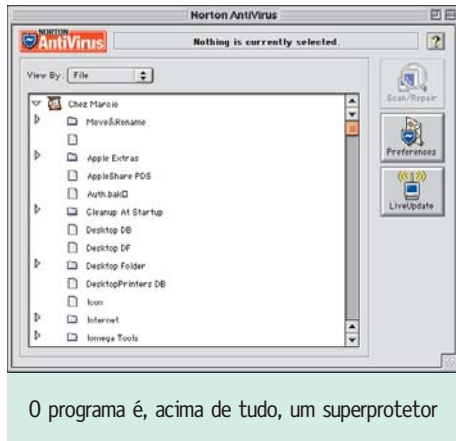 Norton AntiVirus
NORTON
AntiVirus
Nothing is currently selected.
?
View By: File
Chez Marcio
Move&Rename
Apple Extras
AppleShare PDS
Auth.bak
Cleanup At Startup
Desktop DB
Desktop DF
Desktop Folder
DesktopPrinters DB
Icon
Internet
Iomega Tools
Scan/Repair
Preferences
LiveUpdate
O programa é, acima de tudo, um superprotetor